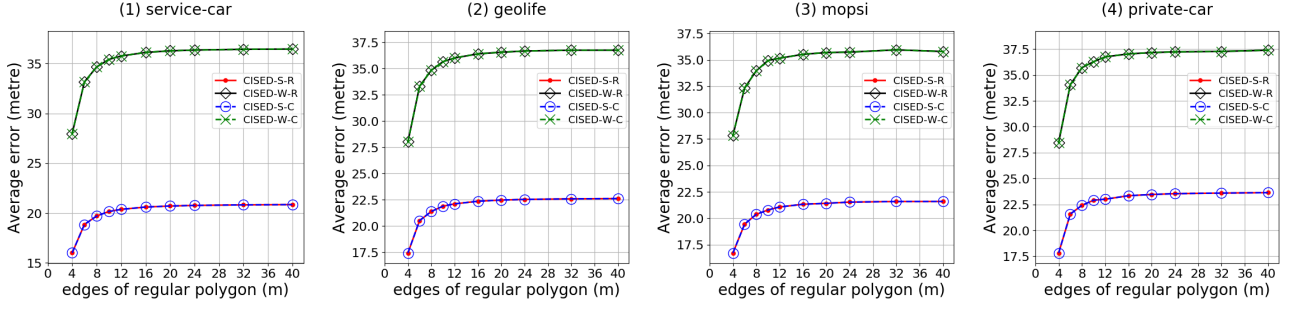 (1) service-car
Average error (metre)
35
30
25
20
15
0 4 8 12 16 20 24 28 32 36 40
edges of regular polygon (m)
CISED-S-R
CISED-W-R
CISED-S-C
CISED-W-C
(2) geolife
Average error (metre)
37.5
35.0
32.5
30.0
27.5
25.0
22.5
20.0
17.5
0 4 8 12 16 20 24 28 32 36 40
edges of regular polygon (m)
CISED-S-R
CISED-W-R
CISED-S-C
CISED-W-C
(3) mopsi
Average error (metre)
37.5
35.0
32.5
30.0
27.5
25.0
22.5
20.0
17.5
0 4 8 12 16 20 24 28 32 36 40
edges of regular polygon (m)
CISED-S-R
CISED-W-R
CISED-S-C
CISED-W-C
(4) private-car
Average error (metre)
37.5
35.0
32.5
30.0
27.5
25.0
22.5
20.0
17.5
0 4 8 12 16 20 24 28 32 36 40
edges of regular polygon (m)
CISED-S-R
CISED-W-R
CISED-S-C
CISED-W-C